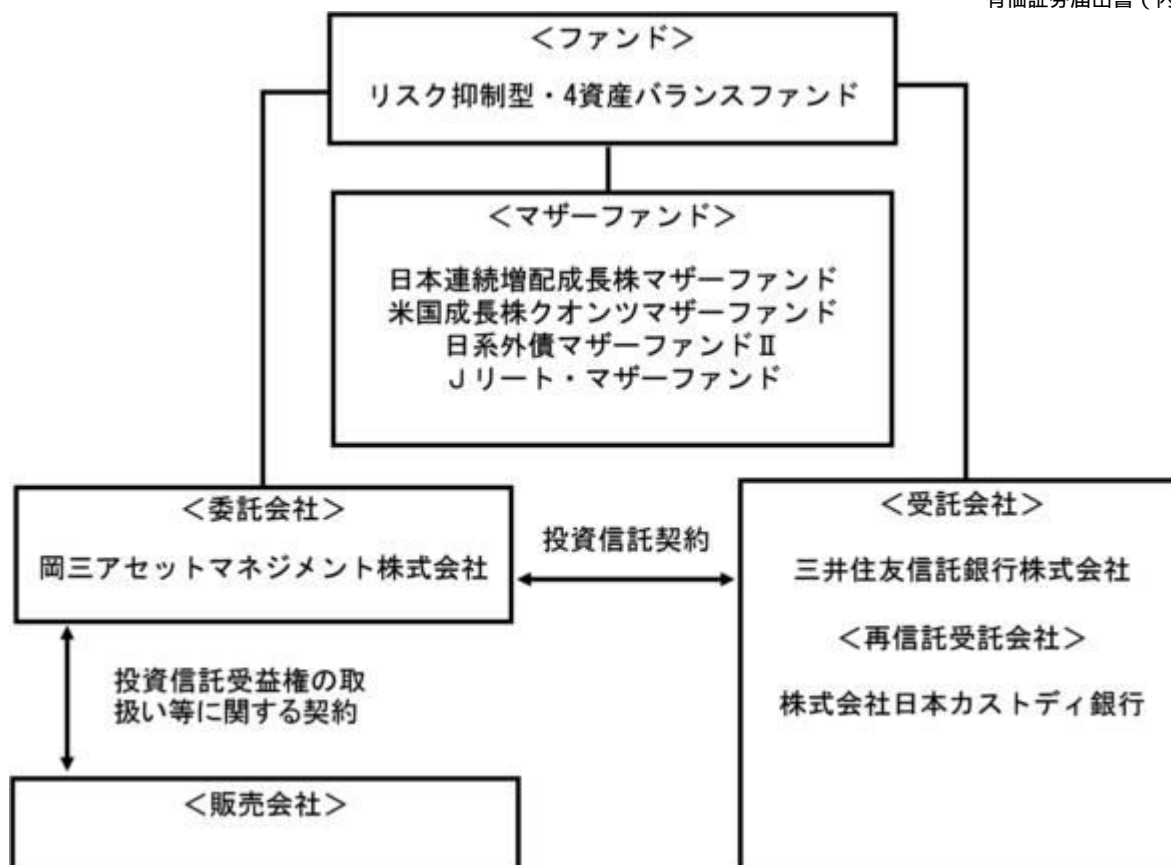 有価証券届出書（内
＜ファンド＞
リスク抑制型・4資産バランスファンド
＜マザーファンド＞
日本連続増配成長株マザーファンド
米国成長株クオンツマザーファンド
日系外債マザーファンドⅡ
Ｊリート・マザーファンド
＜委託会社＞
岡三アセットマネジメント株式会社
投資信託契約
＜受託会社＞
三井住友信託銀行株式会社
＜再信託受託会社＞
株式会社日本カストディ銀行
投資信託受益権の取
扱い等に関する契約
＜販売会社＞